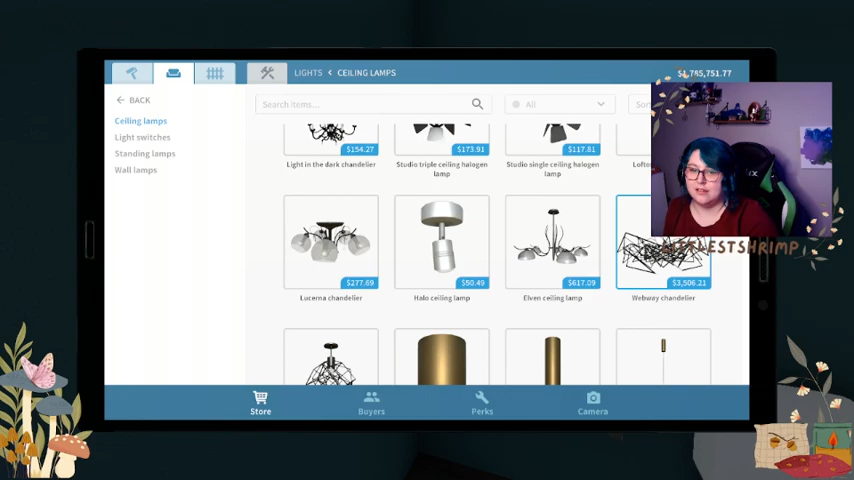 LIGHTS < CEILING LAMPS
$1,785,751.77
← BACK
Ceiling lamps
Light switches
Standing lamps
Wall lamps
Search items...
All
$154.27
$173.91
$117.81
Light in the dark chandelier
Studio triple ceiling halogen
lamp
Studio single ceiling halogen
lamp
$277.69
$50.49
$617.09
$3,506.21
Lucerna chandelier
Halo ceiling lamp
Elven ceiling lamp
Webway chandelier
LITTLESTSHRIMP
Store
Buyers
Perks
Camera